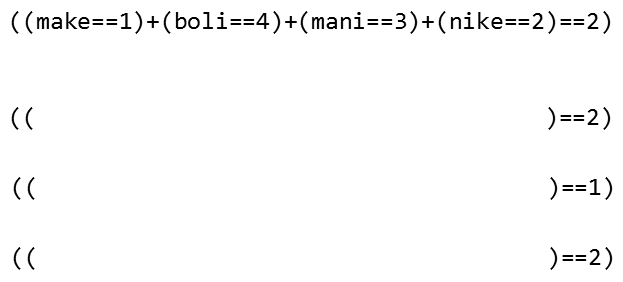 ((make==1)+(boli==4)+(mani==3)+(nike==2)==2)
(( )==2)
(( )==1)
(( )==2)